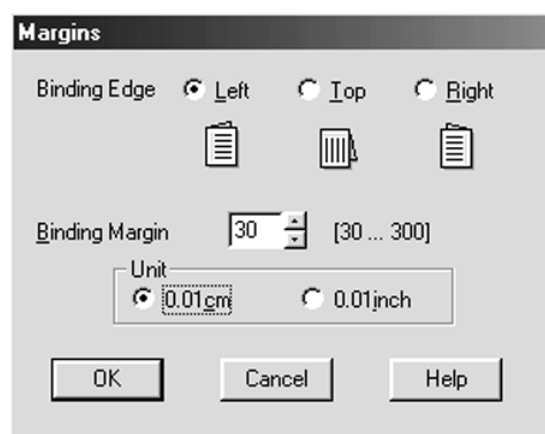 Margins
Binding Edge Left Top Right
Binding Margin 30 [30 ... 300]
Unit
0.01cm 0.01inch
OK Cancel Help